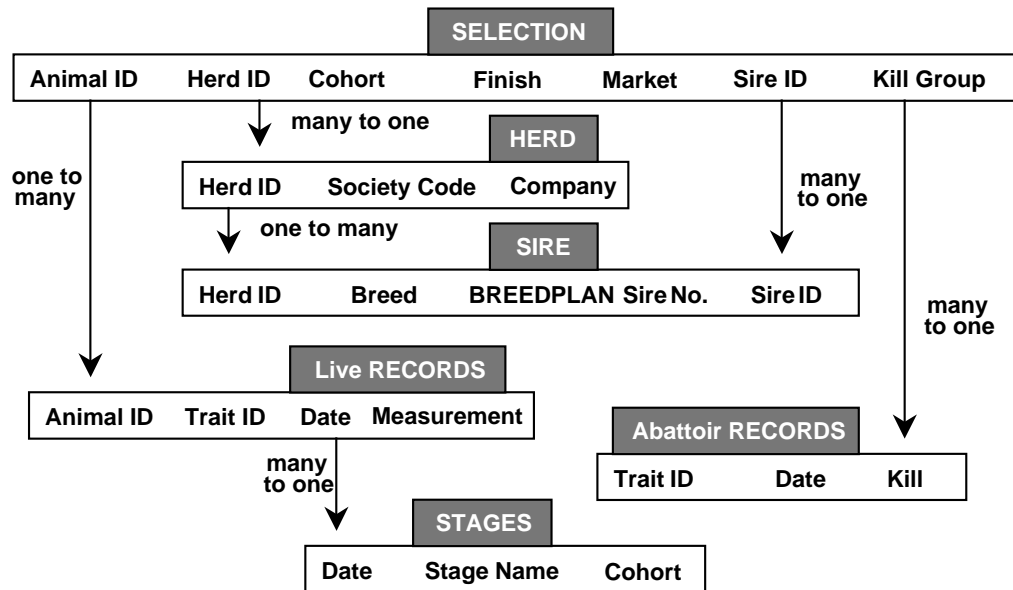 SELECTION
Animal ID Herd ID Cohort Finish Market Sire ID Kill Group
many to one
HERD
one to
many
Herd ID Society Code Company
many
to one
one to many
SIRE
Herd ID Breed BREEDPLAN Sire No. Sire ID
many
to one
Live RECORDS
Animal ID Trait ID Date Measurement
Abattoir RECORDS
Trait ID Date Kill
many
to one
STAGES
Date Stage Name Cohort